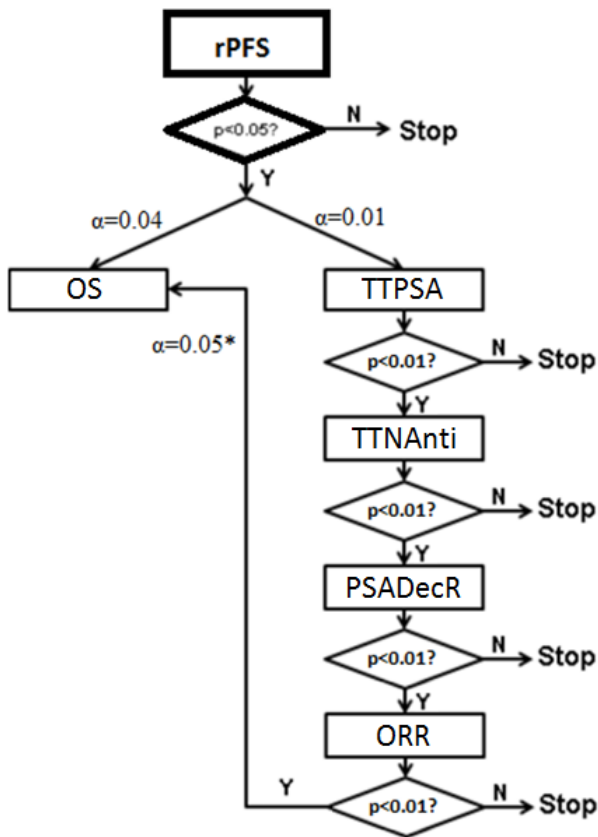 rPFS
p<0.05?
N
Stop
Y
α=0.04
α=0.01
OS
TTPSA
α=0.05*
p<0.01?
N
Stop
Y
TTNAnti
p<0.01?
N
Stop
Y
PSADecR
p<0.01?
N
Stop
Y
ORR
Y
p<0.01?
N
Stop